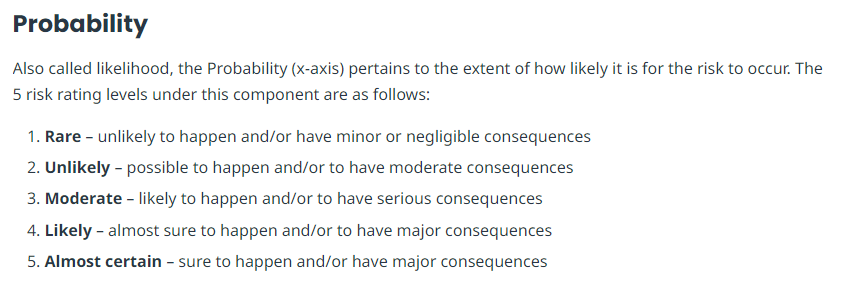 Probability
Also called likelihood, the Probability (x-axis) pertains to the extent of how likely it is for the risk to occur. The
5 risk rating levels under this component are as follows:
1. Rare – unlikely to happen and/or have minor or negligible consequences
2. Unlikely – possible to happen and/or to have moderate consequences
3. Moderate – likely to happen and/or to have serious consequences
4. Likely – almost sure to happen and/or to have major consequences
5. Almost certain – sure to happen and/or have major consequences